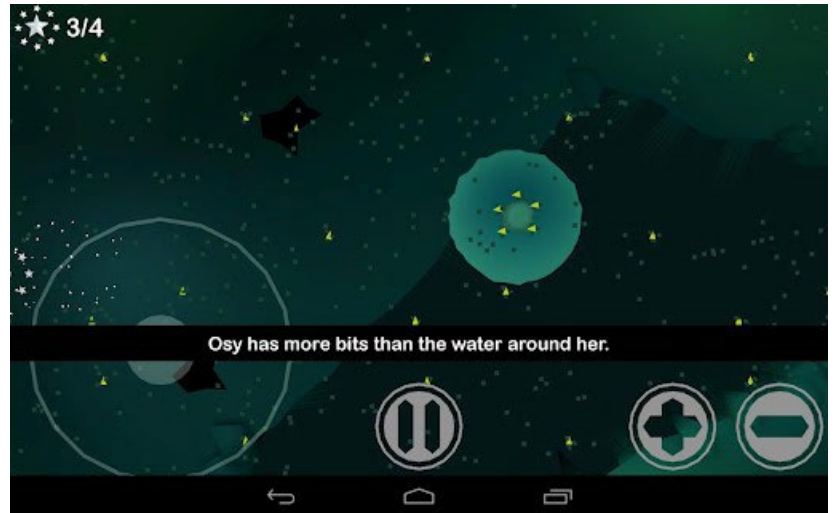 3/4
Osy has more bits than the water around her.